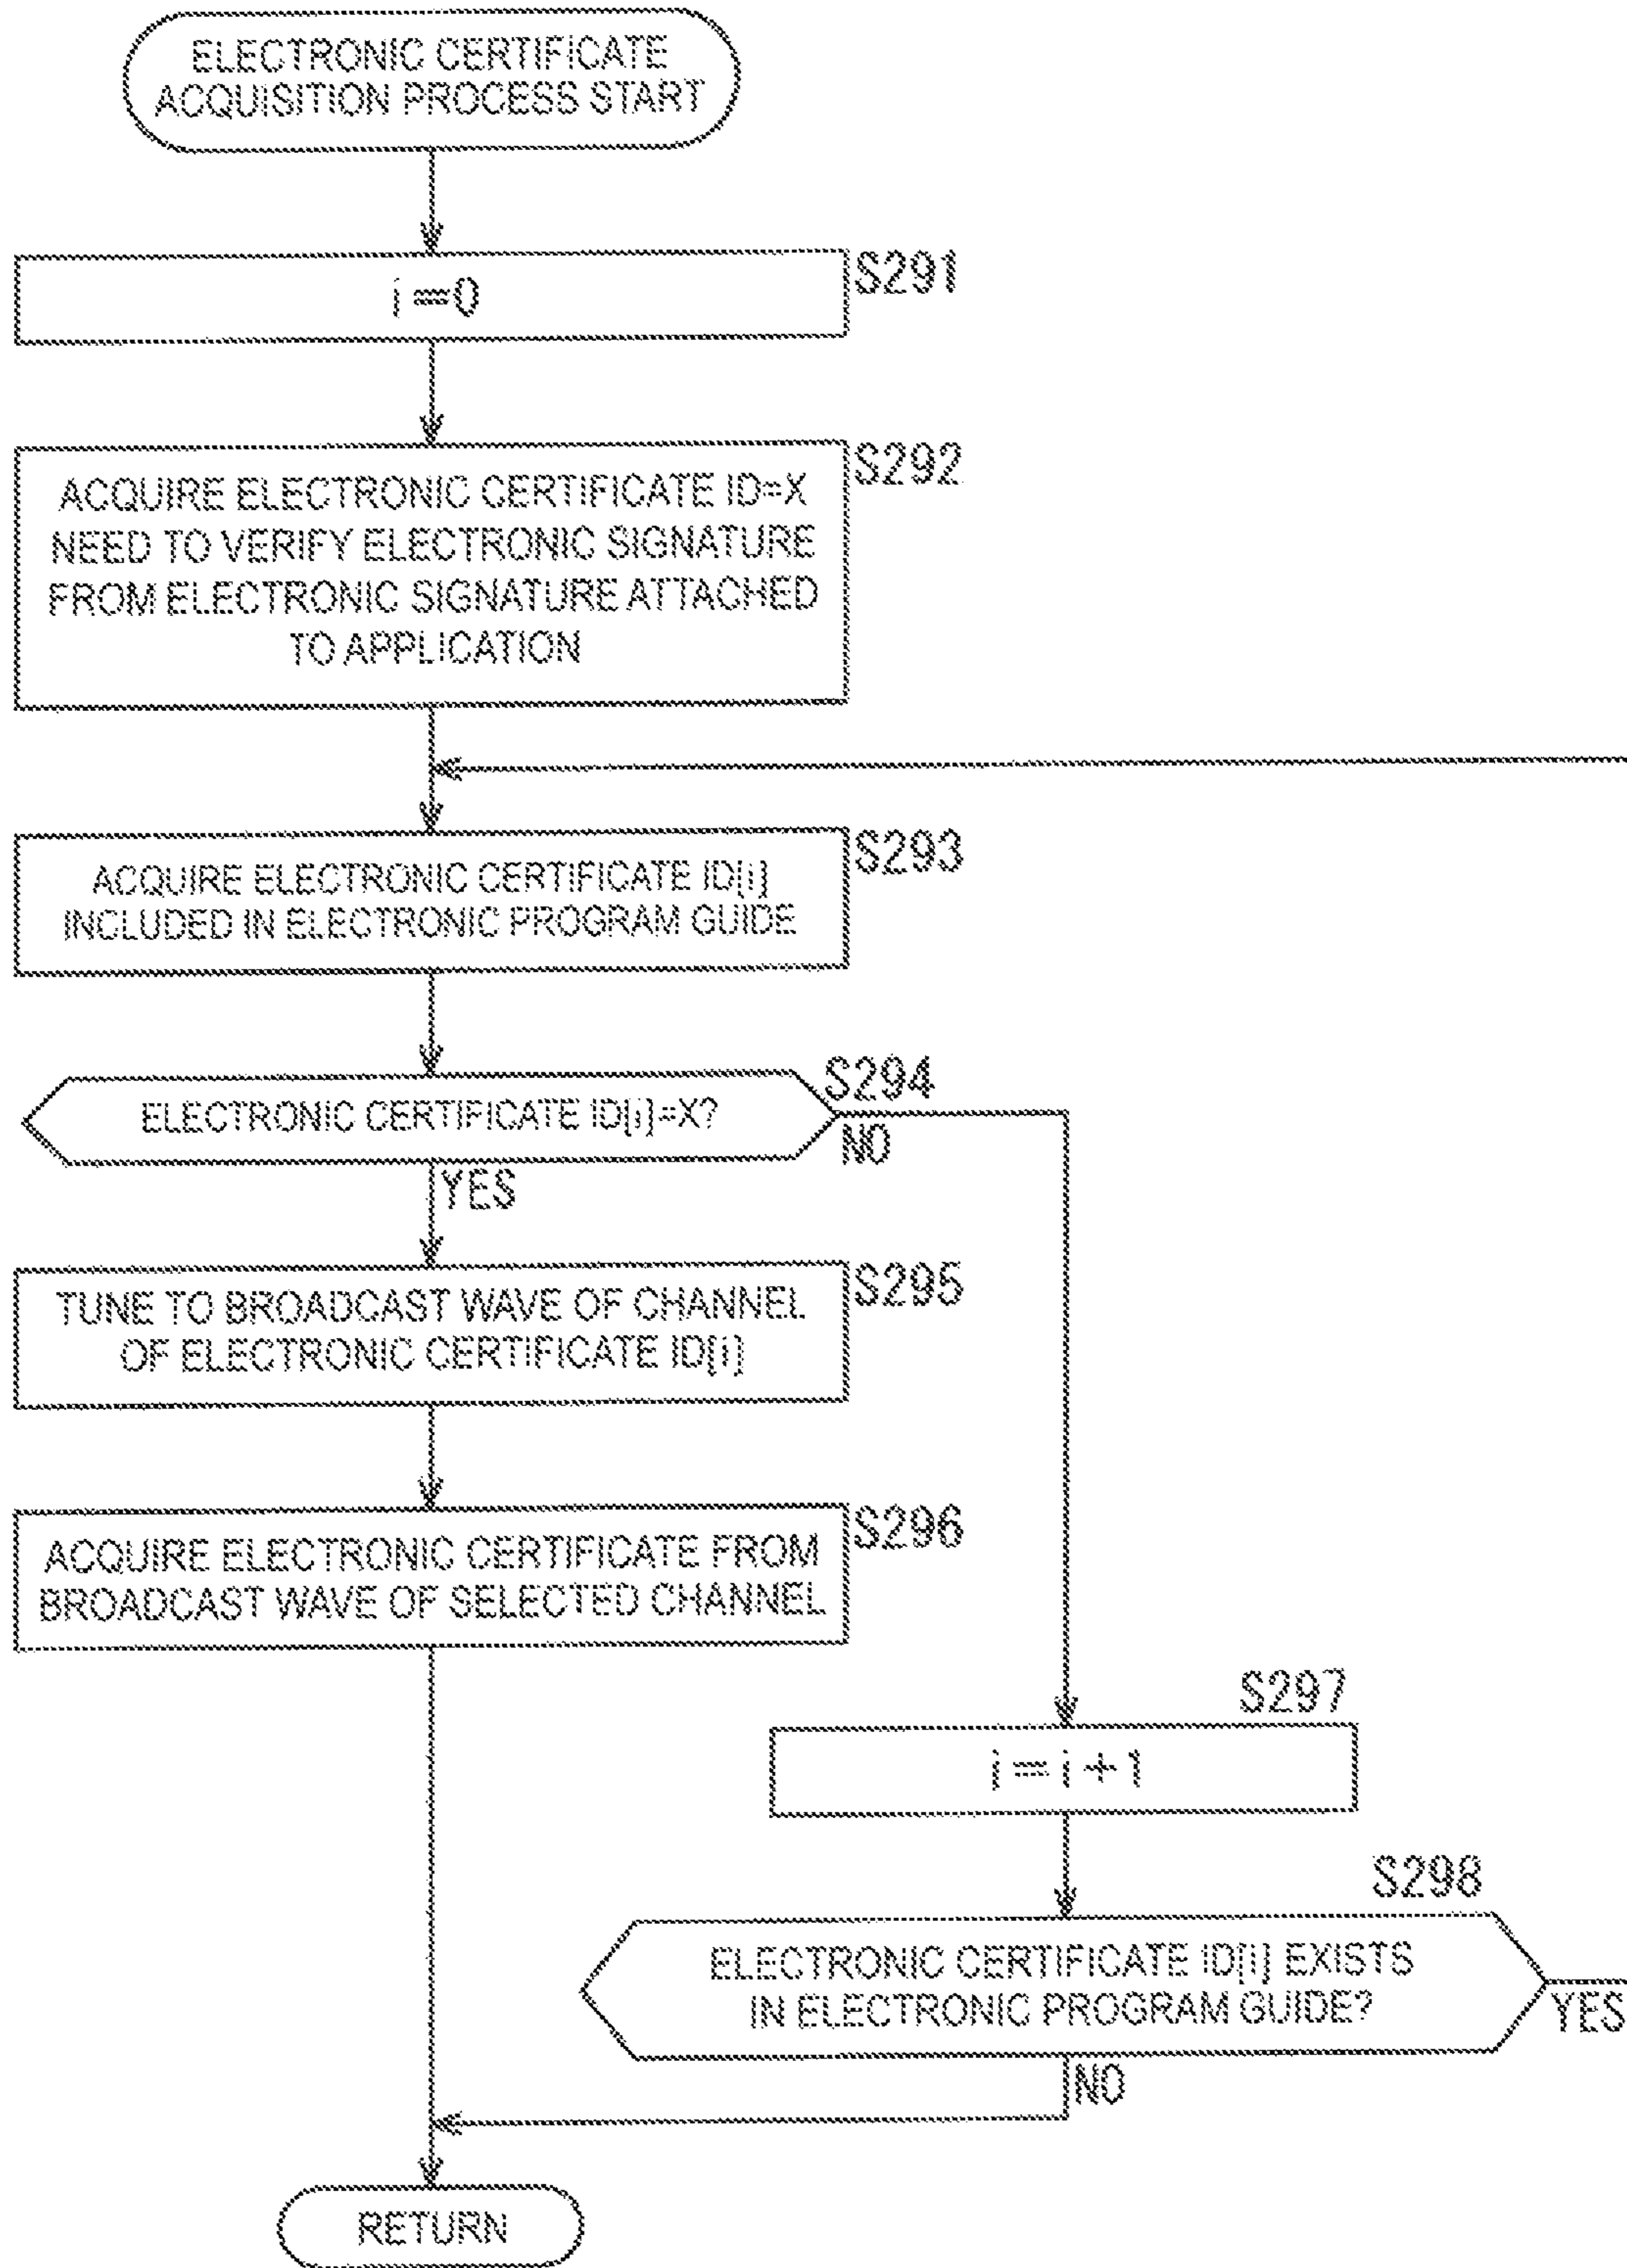 ELECTRONIC CERTIFICATE
ACQUISITION PROCESS START
S291
i=0
S292
ACQUIRE ELECTRONIC CERTIFICATE ID=X
NEED TO VERIFY ELECTRONIC SIGNATURE
FROM ELECTRONIC SIGNATURE ATTACHED
TO APPLICATION
S293
ACQUIRE ELECTRONIC CERTIFICATE ID[i]
INCLUDED IN ELECTRONIC PROGRAM GUIDE
S294
ELECTRONIC CERTIFICATE ID[i]=X?
NO
YES
S295
TUNE TO BROADCAST WAVE OF CHANNEL
OF ELECTRONIC CERTIFICATE ID[i]
S296
ACQUIRE ELECTRONIC CERTIFICATE FROM
BROADCAST WAVE OF SELECTED CHANNEL
S297
i = i + 1
S298
ELECTRONIC CERTIFICATE ID[i] EXISTS
IN ELECTRONIC PROGRAM GUIDE?
YES
NO
RETURN